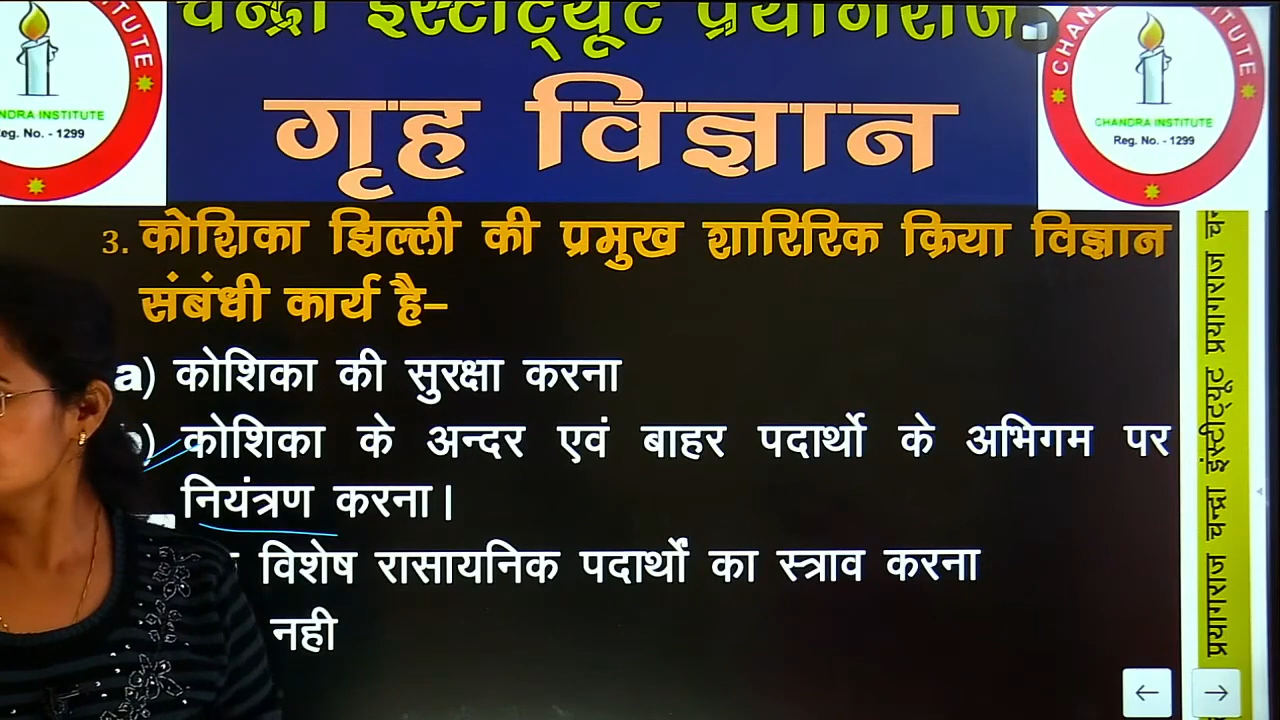 चन्द्रा इंस्टीट्यूट प्रयागराज
गृह विज्ञान
CHANDRA INSTITUTE
Reg. No. - 1299
3. कोशिका झिल्ली की प्रमुख शारिरिक क्रिया विज्ञान
संबंधी कार्य है–
a) कोशिका की सुरक्षा करना
b) कोशिका के अन्दर एवं बाहर पदार्थो के अभिगम पर
नियंत्रण करना।
विशेष रासायनिक पदार्थों का स्त्राव करना
नही
प्रयागराज चन्द्रा इंस्टीट्यूट प्रयागराज